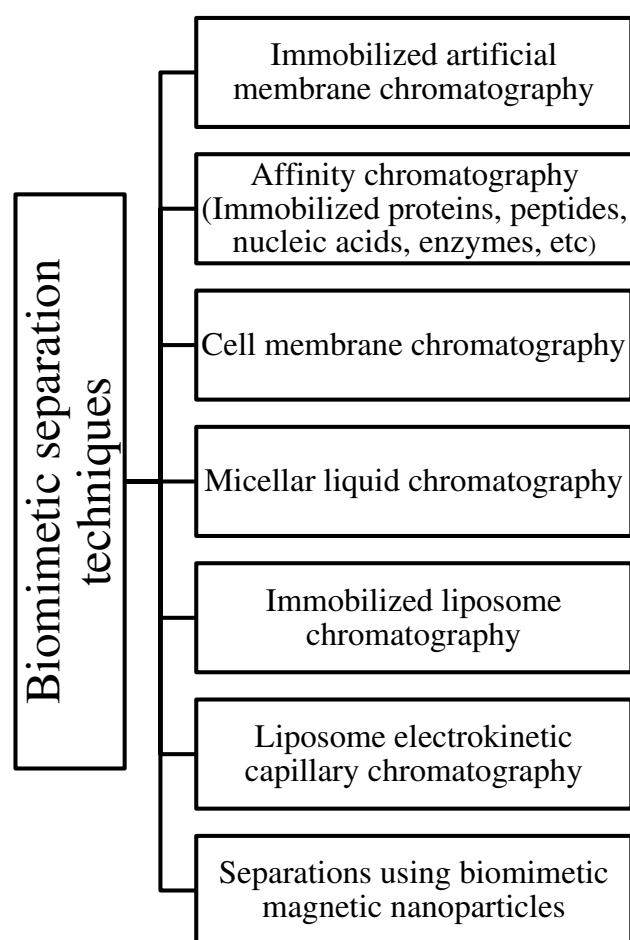 Biomimetic separation
techniques
Immobilized artificial
membrane chromatography
Affinity chromatography
(Immobilized proteins, peptides,
nucleic acids, enzymes, etc)
Cell membrane chromatography
Micellar liquid chromatography
Immobilized liposome
chromatography
Liposome electrokinetic
capillary chromatography
Separations using biomimetic
magnetic nanoparticles